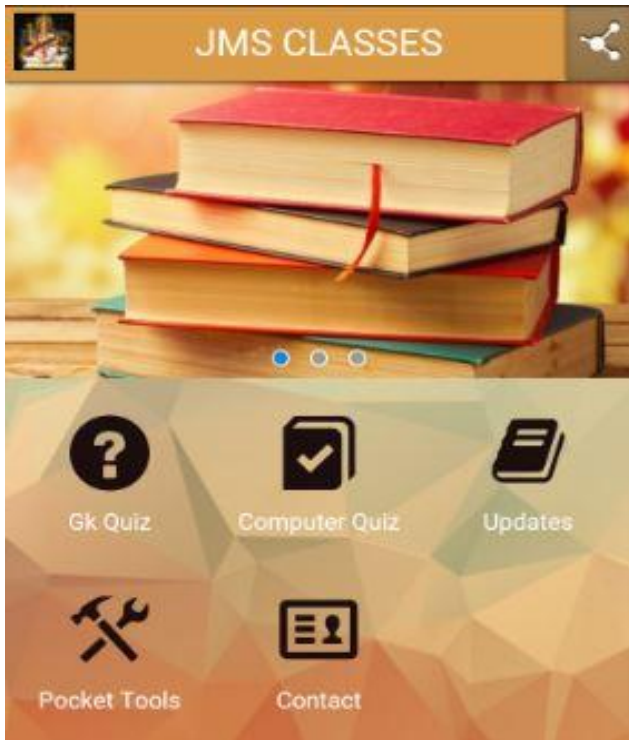 JMS CLASSES
Gk Quiz
Computer Quiz
Updates
Pocket Tools
Contact